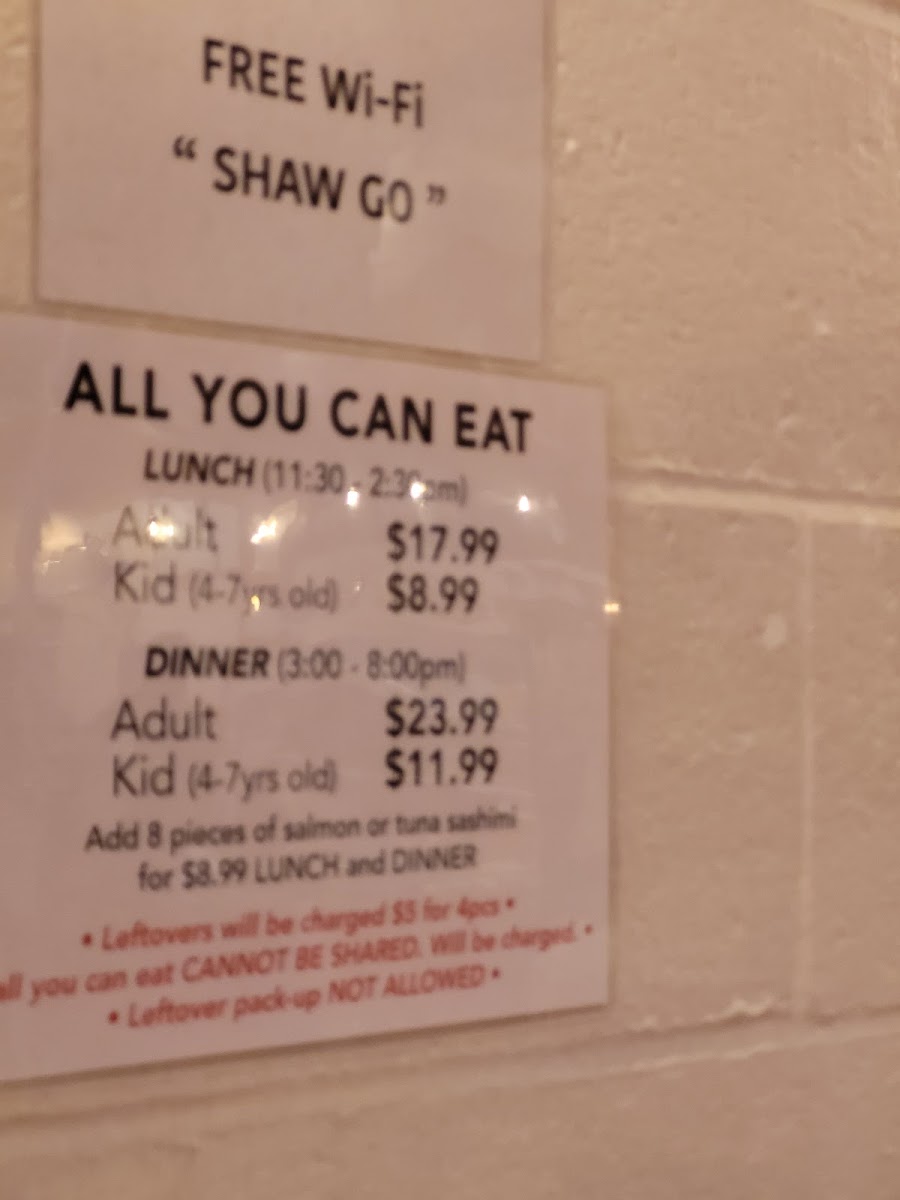 FREE Wi-Fi
“ SHAW GO ”
ALL YOU CAN EAT
LUNCH (11:30 - 2:30pm)
Adult $17.99
Kid (4-7yrs old) $8.99
DINNER (3:00 - 8:00pm)
Adult $23.99
Kid (4-7yrs old) $11.99
Add 8 pieces of salmon or tuna sashimi
for $8.99 LUNCH and DINNER
• Leftovers will be charged $5 for 4pcs •
all you can eat CANNOT BE SHARED. Will be charged. •
• Leftover pack-up NOT ALLOWED •